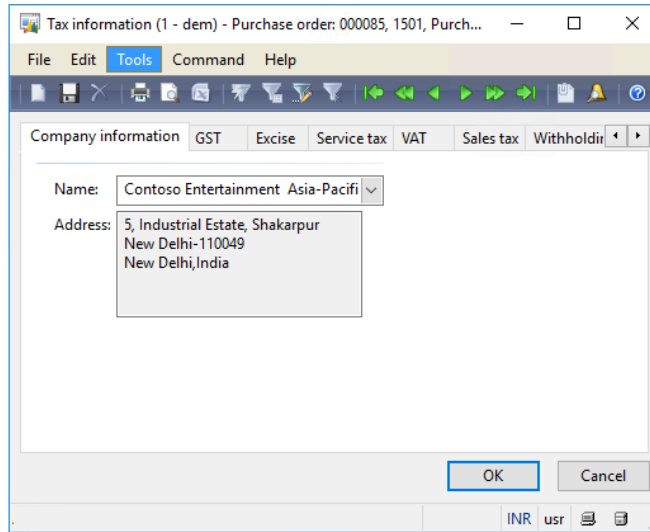 Tax information (1 - dem) - Purchase order: 000085, 1501, Purch...
File Edit Tools Command Help
Company information GST Excise Service tax VAT Sales tax Withholdir
Name: Contoso Entertainment Asia-Pacifi
Address: 5, Industrial Estate, Shakarpur
New Delhi-110049
New Delhi,India
OK Cancel
INR usr